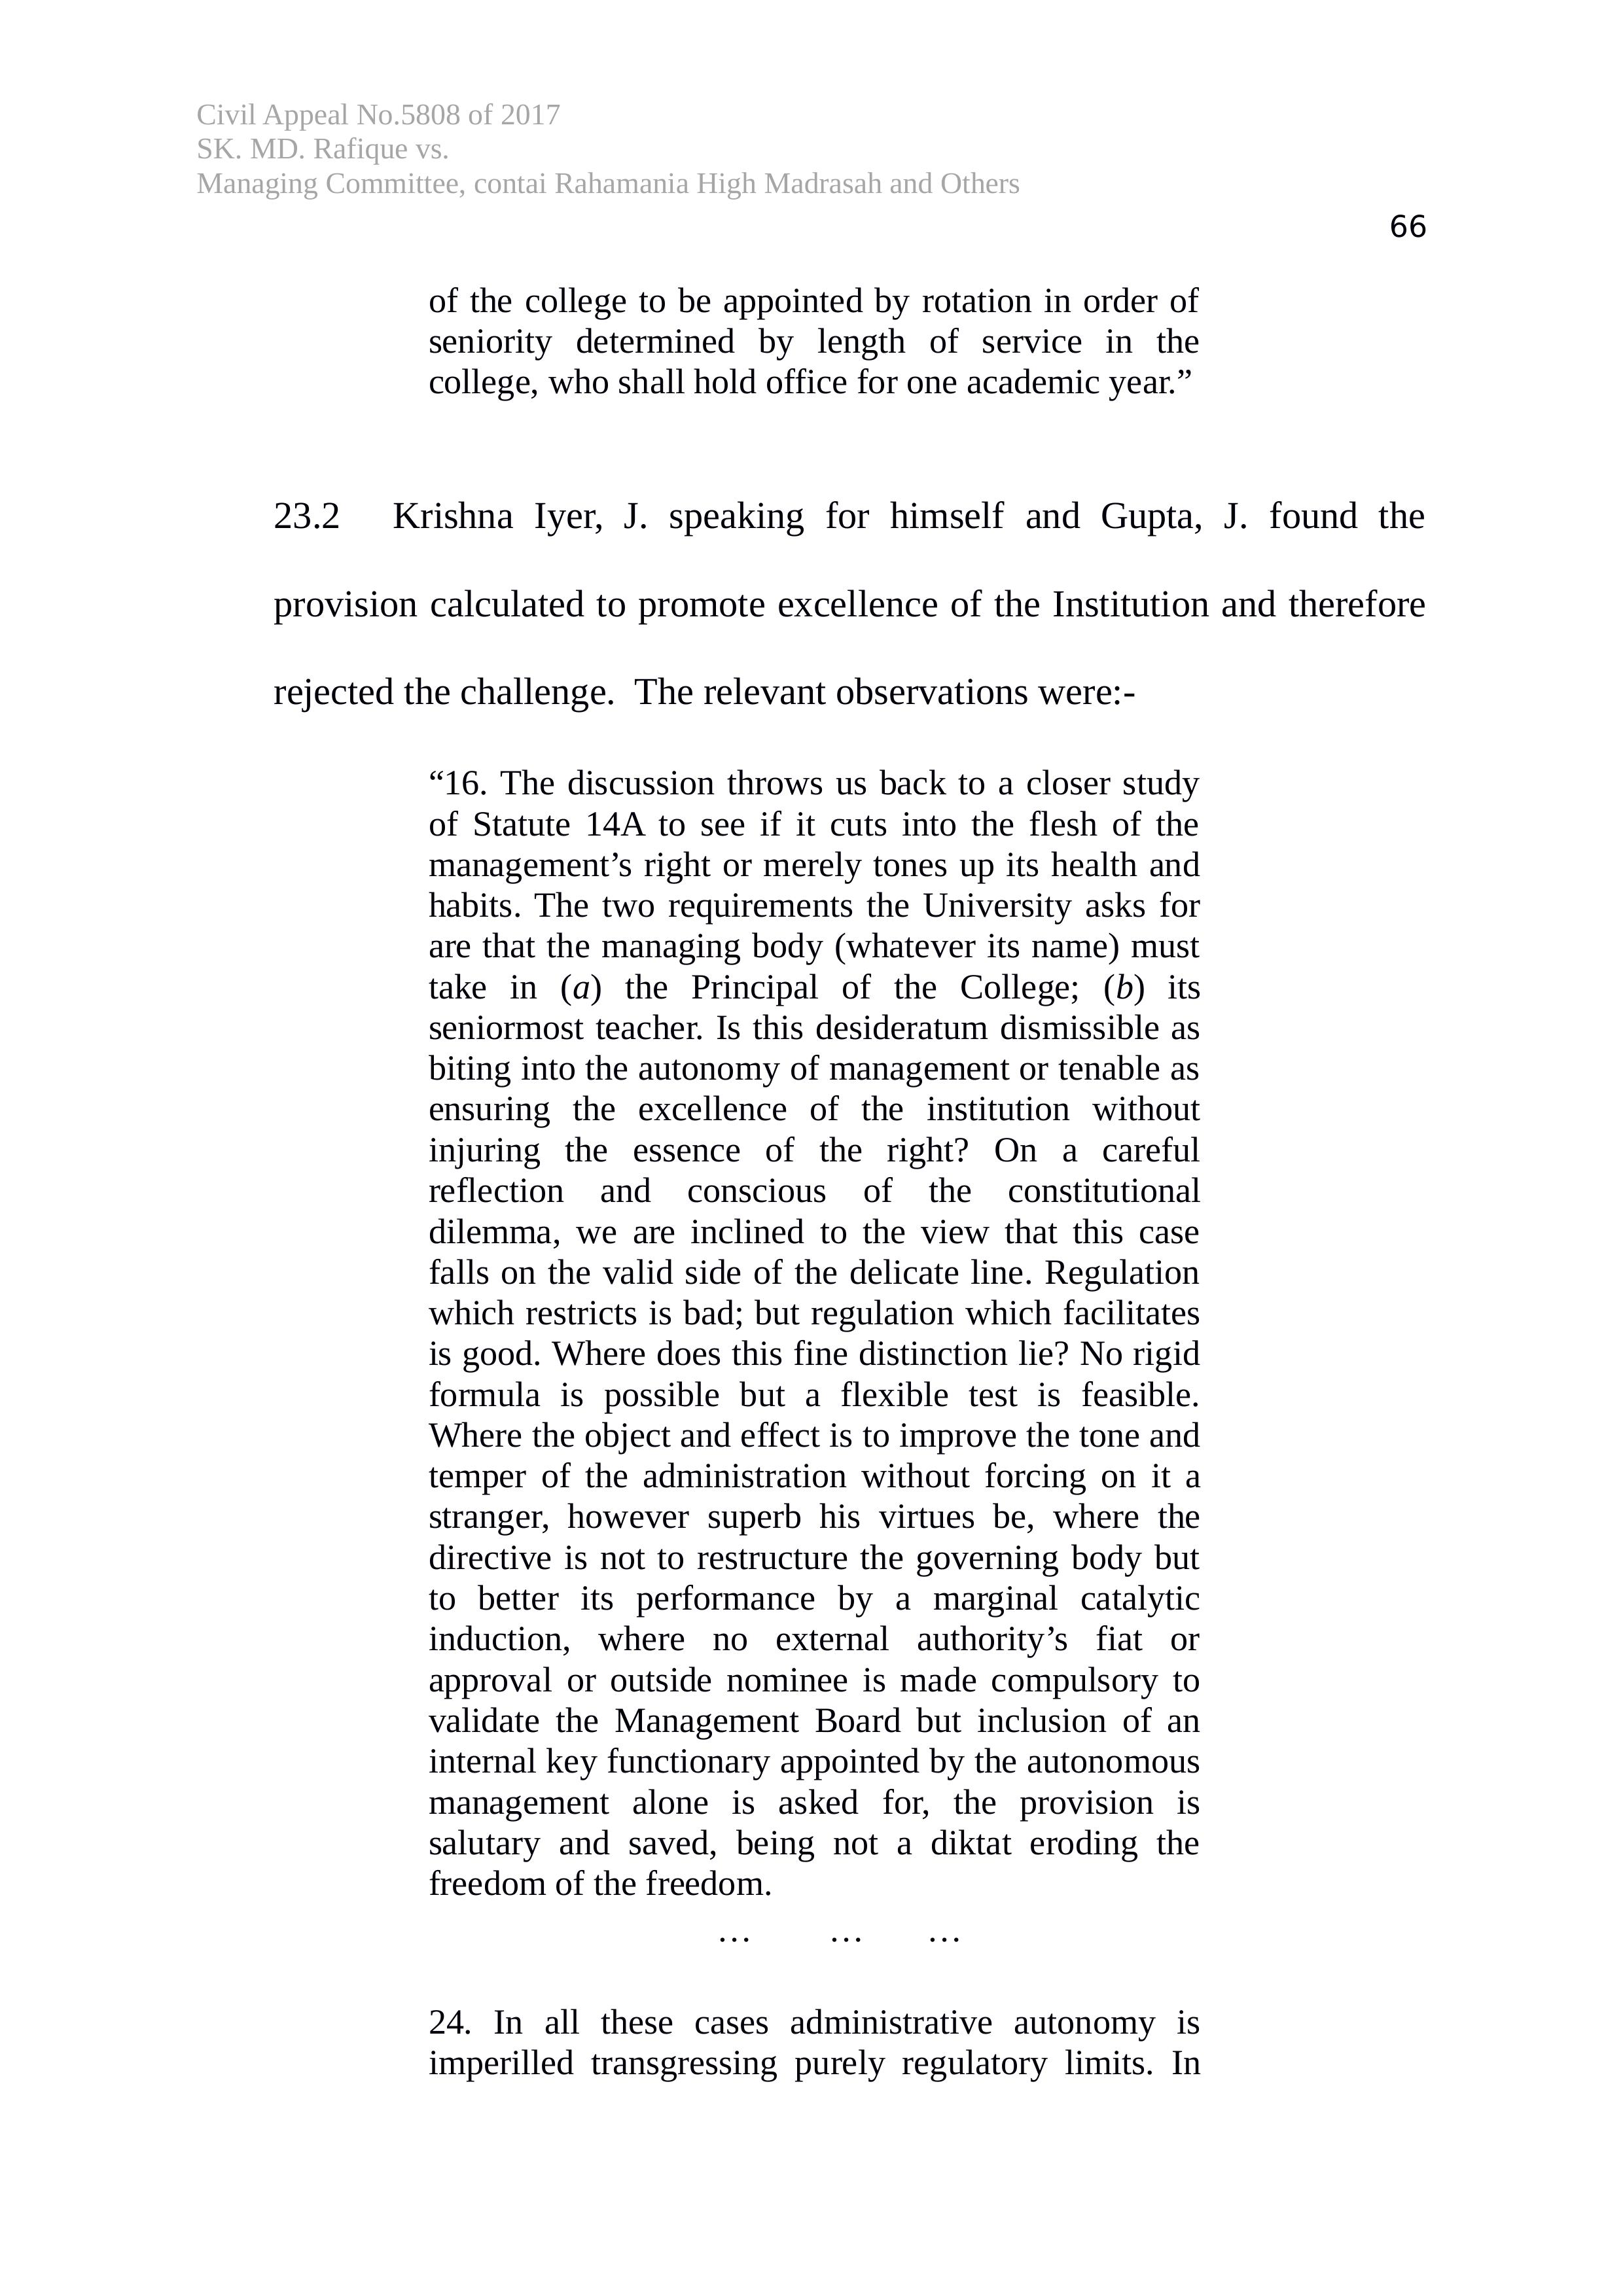 Civil Appeal No.5808 of 2017
SK. MD. Rafique vs.
Managing Committee, contai Rahamania High Madrasah and Others
66
of the college to be appointed by rotation in order of
seniority determined by length of service in the
college, who shall hold office for one academic year.”
23.2 Krishna Iyer, J. speaking for himself and Gupta, J. found the
provision calculated to promote excellence of the Institution and therefore
rejected the challenge. The relevant observations were:-
“16. The discussion throws us back to a closer study
of Statute 14A to see if it cuts into the flesh of the
management’s right or merely tones up its health and
habits. The two requirements the University asks for
are that the managing body (whatever its name) must
take in (a) the Principal of the College; (b) its
seniormost teacher. Is this desideratum dismissible as
biting into the autonomy of management or tenable as
ensuring the excellence of the institution without
injuring the essence of the right? On a careful
reflection and conscious of the constitutional
dilemma, we are inclined to the view that this case
falls on the valid side of the delicate line. Regulation
which restricts is bad; but regulation which facilitates
is good. Where does this fine distinction lie? No rigid
formula is possible but a flexible test is feasible.
Where the object and effect is to improve the tone and
temper of the administration without forcing on it a
stranger, however superb his virtues be, where the
directive is not to restructure the governing body but
to better its performance by a marginal catalytic
induction, where no external authority’s fiat or
approval or outside nominee is made compulsory to
validate the Management Board but inclusion of an
internal key functionary appointed by the autonomous
management alone is asked for, the provision is
salutary and saved, being not a diktat eroding the
freedom of the freedom.
… … …
24. In all these cases administrative autonomy is
imperilled transgressing purely regulatory limits. In